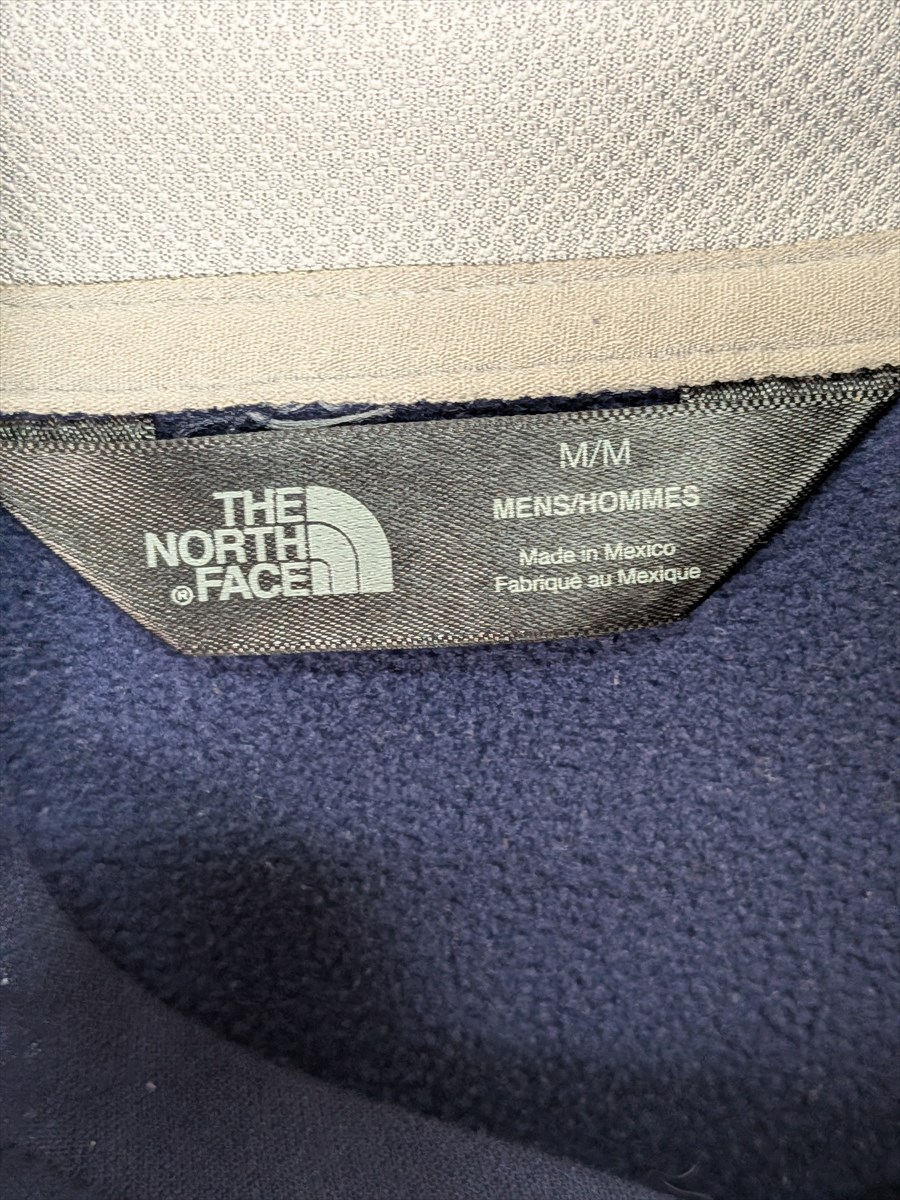 THE
NORTH
® FACE
M/M
MENS/HOMMES
Made in Mexico
Fabriqué au Mexique